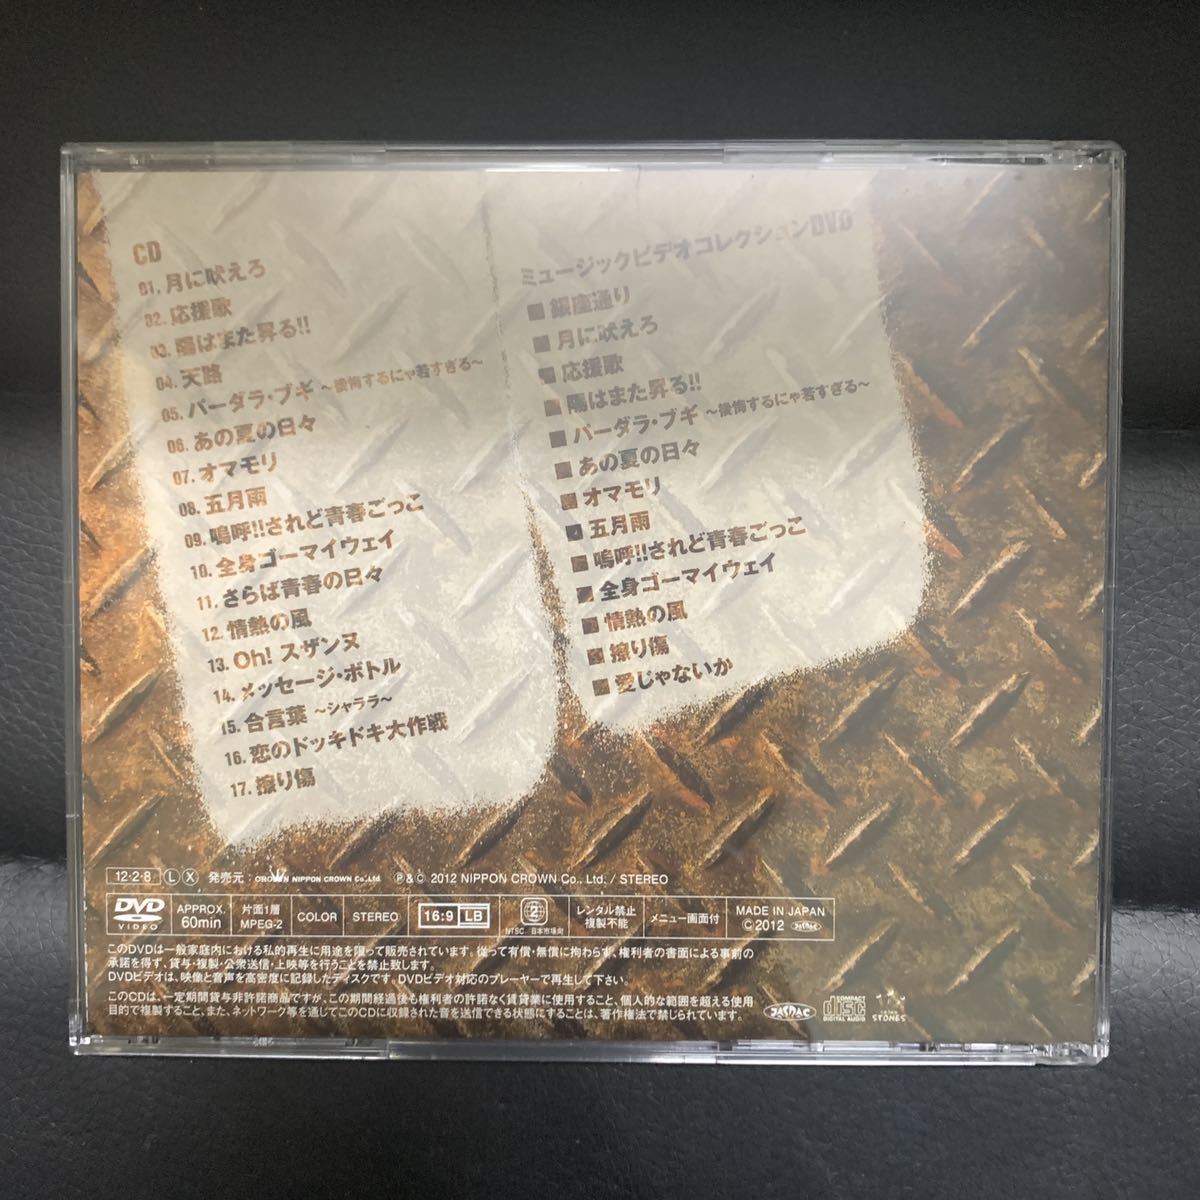 CD
01. 月に吠えろ
02. 応援歌
03. 陽はまた昇る!!
04. 天路
05. パーダラ・ブギ ～後悔するにゃ若すぎる～
06. あの夏の日々
07. オマモリ
08. 五月雨
09. 嗚呼!!されど青春ごっこ
10. 全身ゴーマイウェイ
11. さらば青春の日々
12. 情熱の風
13. Oh! スザンヌ
14. メッセージ・ボトル
15. 合言葉 ～シャララ～
16. 恋のドッキドキ大作戦
17. 擦り傷
ミュージックビデオコレクションDVD
■ 銀座通り
■ 月に吠えろ
■ 応援歌
■ 陽はまた昇る!!
■ パーダラ・ブギ ～後悔するにゃ若すぎる～
■ あの夏の日々
■ オマモリ
■ 五月雨
■ 嗚呼!!されど青春ごっこ
■ 全身ゴーマイウェイ
■ 情熱の風
■ 擦り傷
■ 愛じゃないか
12・2・8 L X 発売元: CROWN NIPPON CROWN Co., Ltd. Ⓟ & Ⓒ 2012 NIPPON CROWN Co., Ltd. / STEREO
DVD VIDEO
APPROX. 60min
片面1層 MPEG-2
COLOR
STEREO
16:9 LB
2 NTSC 日本市場向
レンタル禁止 複製不能
メニュー画面付
MADE IN JAPAN Ⓒ2012 JASRAC
このDVDは一般家庭内における私的再生に用途を限って販売されています。従って有償・無償に拘わらず、権利者の書面による事前の
承諾を得ず、貸与・複製・公衆送信・上映等を行うことを禁止致します。
DVDビデオは、映像と音声を高密度に記録したディスクです。DVDビデオ対応のプレーヤーで再生して下さい。
このCDは、一定期間貸与非許諾商品ですが、この期間経過後も権利者の許諾なく賃貸業に使用すること、個人的な範囲を超える使用
目的で複製すること、また、ネットワーク等を通じてこのCDに収録された音を送信できる状態にすることは、著作権法で禁じられています。
JASRAC
COMPACT disc DIGITAL AUDIO
STONES